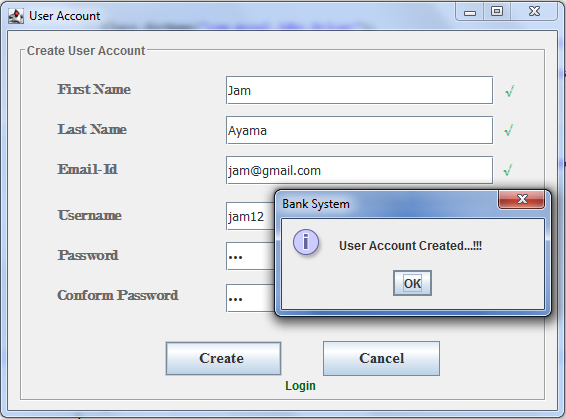 User Account
Create User Account
First Name Jam √
Last Name Ayama √
Email-Id jam@gmail.com √
Bank System
Username jam12
User Account Created...!!!
Password •••
OK
Conform Password •••
Create Cancel
Login